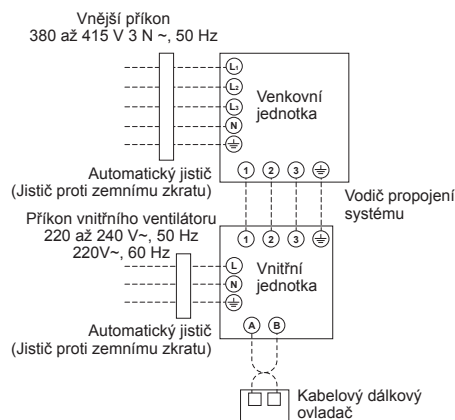 Vnější příkon
380 až 415 V 3 N ~, 50 Hz
L1
L2
L3
N
Venkovní
jednotka
1 2 3
Automatický jistič
(Jistič proti zemnímu zkratu)
Vodič propojení
systému
Příkon vnitřního ventilátoru
220 až 240 V~, 50 Hz
220V~, 60 Hz
1 2 3
L
N
Vnitřní
jednotka
A B
Automatický jistič
(Jistič proti zemnímu zkratu)
Kabelový dálkový
ovladač